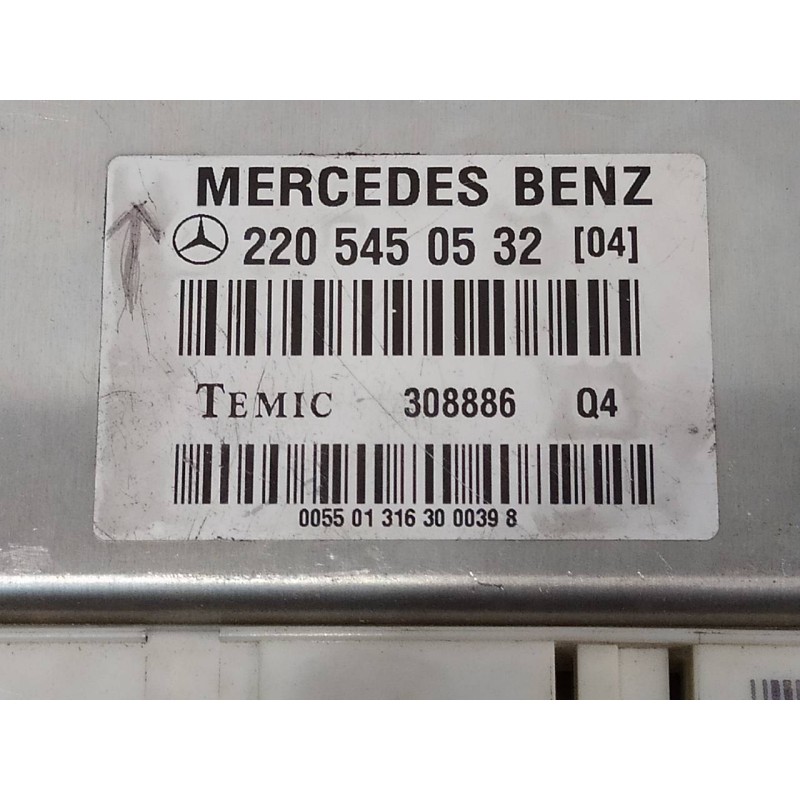 MERCEDES BENZ
220 545 05 32 [04]
TEMIC 308886 Q4
0055 01 316 30 0039 8